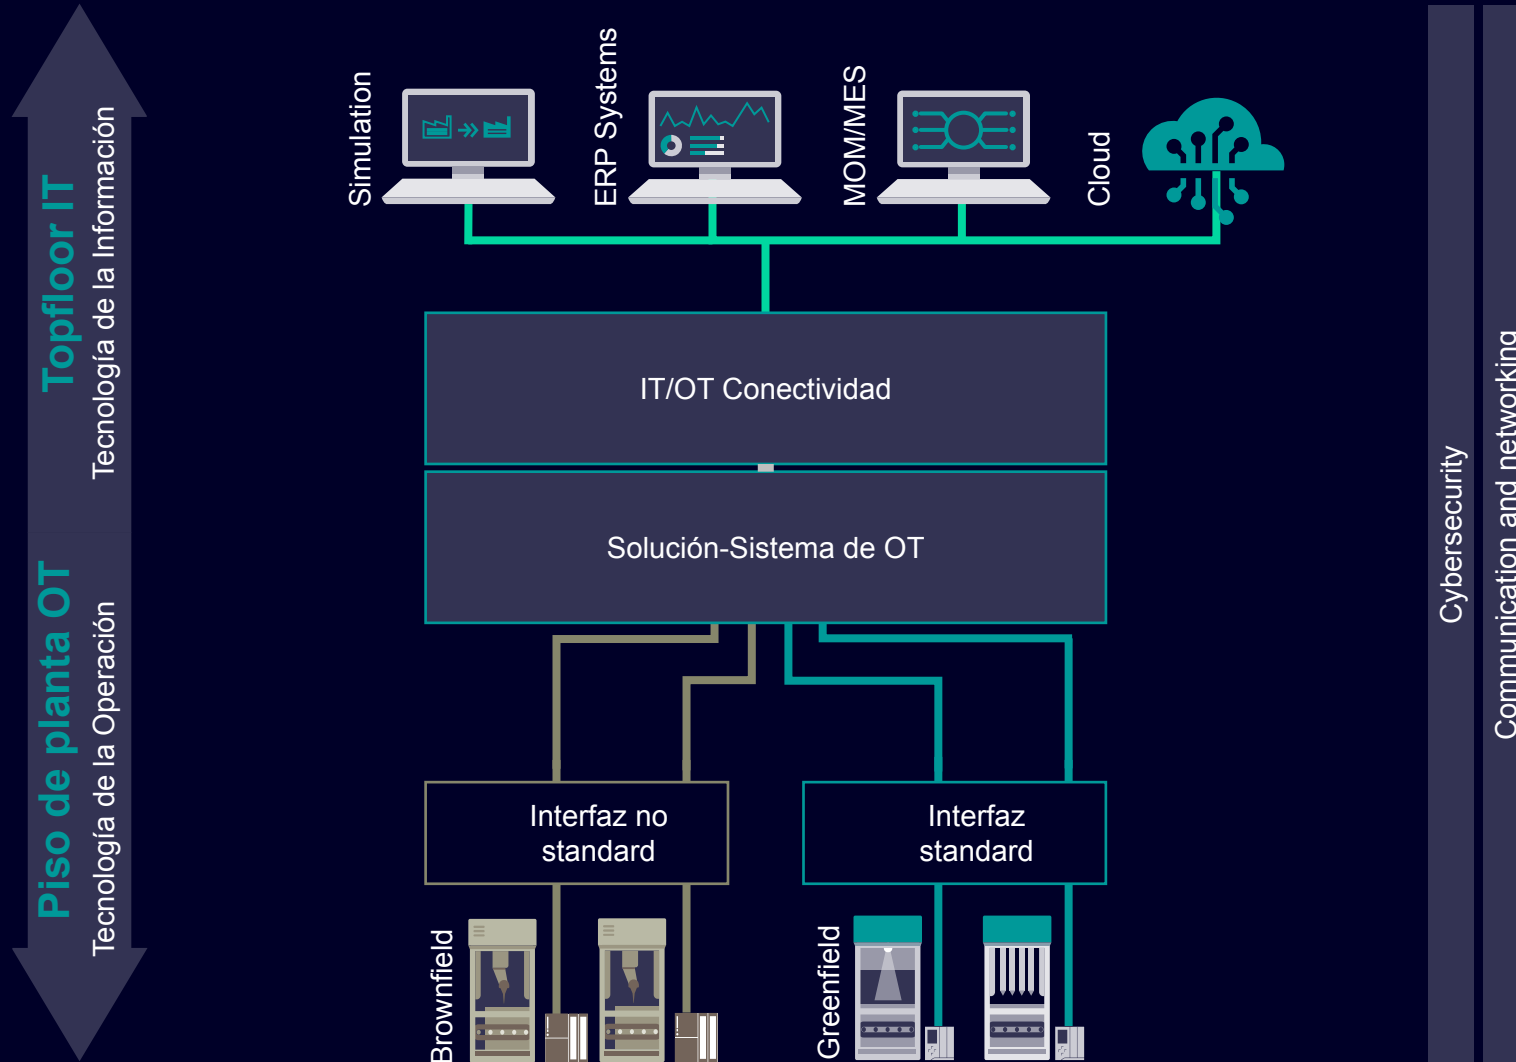 Topfloor IT
Tecnología de la Información
Piso de planta OT
Tecnología de la Operación
Simulation
ERP Systems
MOM/MES
Cloud
IT/OT Conectividad
Solución-Sistema de OT
Interfaz no
standard
Interfaz
standard
Brownfield
Greenfield
Cybersecurity
Communication and networking